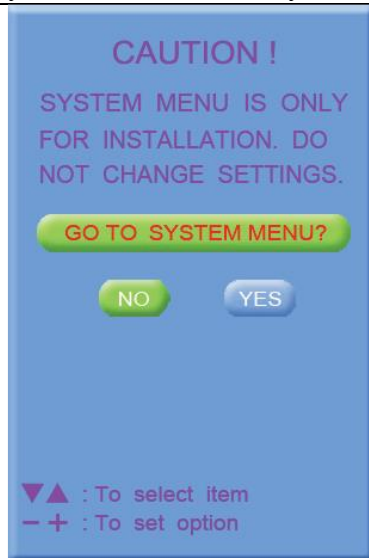 CAUTION !
SYSTEM MENU IS ONLY
FOR INSTALLATION. DO
NOT CHANGE SETTINGS.
GO TO SYSTEM MENU?
NO YES
▼▲ : To select item
− + : To set option